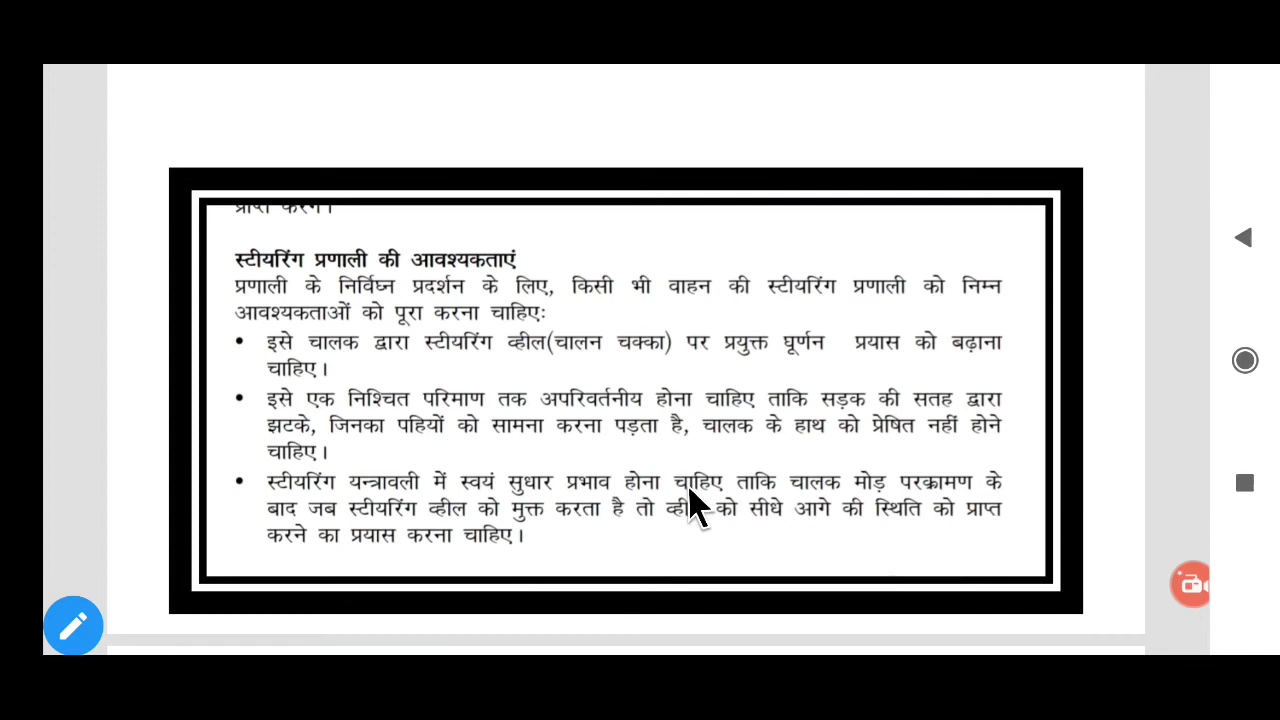 प्राप्त करेंगे।
स्टीयरिंग प्रणाली की आवश्यकताएं
प्रणाली के निर्विघ्न प्रदर्शन के लिए, किसी भी वाहन की स्टीयरिंग प्रणाली को निम्न
आवश्यकताओं को पूरा करना चाहिएः
• इसे चालक द्वारा स्टीयरिंग व्हील(चालन चक्का) पर प्रयुक्त घूर्णन प्रयास को बढ़ाना
चाहिए।
• इसे एक निश्चित परिमाण तक अपरिवर्तनीय होना चाहिए ताकि सड़क की सतह द्वारा
झटके, जिनका पहियों को सामना करना पड़ता है, चालक के हाथ को प्रेषित नहीं होने
चाहिए।
• स्टीयरिंग यन्त्रावली में स्वयं सुधार प्रभाव होना चाहिए ताकि चालक मोड़ परक्रामण के
बाद जब स्टीयरिंग व्हील को मुक्त करता है तो व्हील को सीधे आगे की स्थिति को प्राप्त
करने का प्रयास करना चाहिए।